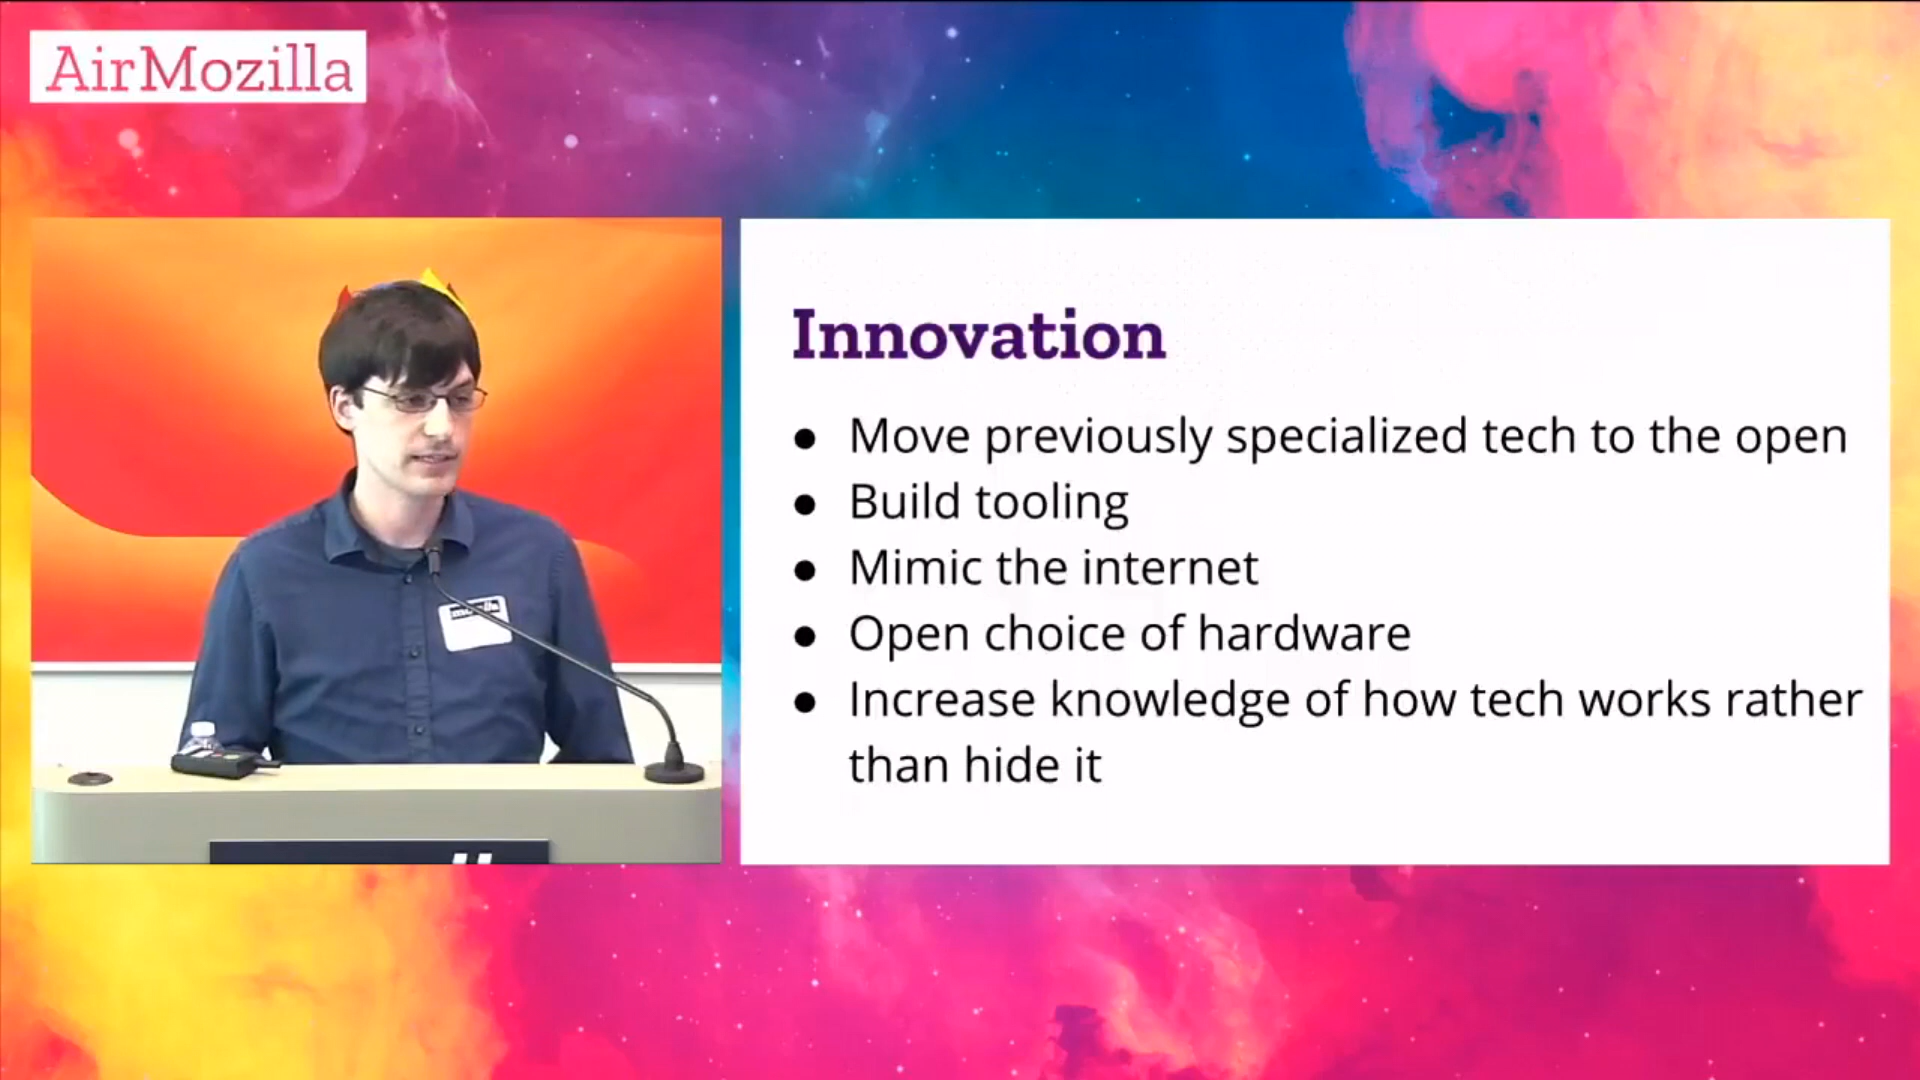 AirMozilla
Innovation
● Move previously specialized tech to the open
● Build tooling
● Mimic the internet
● Open choice of hardware
● Increase knowledge of how tech works rather
than hide it
mozilla